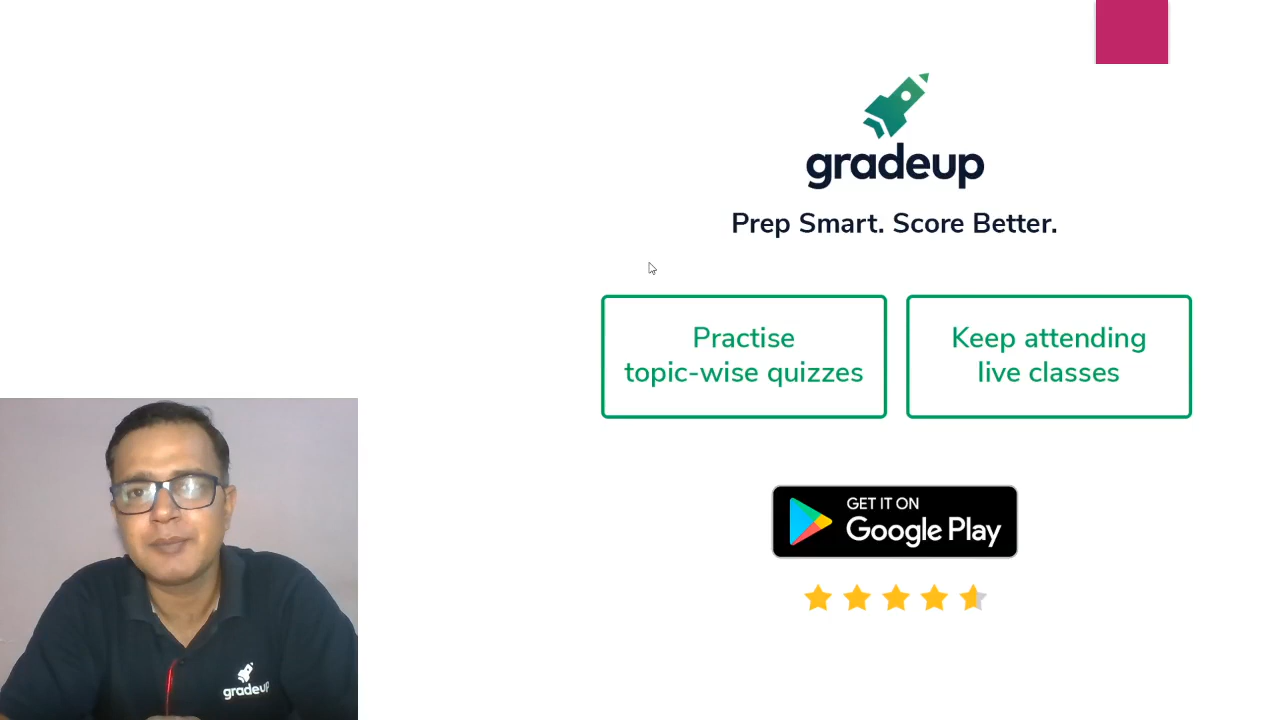 gradeup
Prep Smart. Score Better.
Practise
topic-wise quizzes
Keep attending
live classes
GET IT ON
Google Play
gradeup